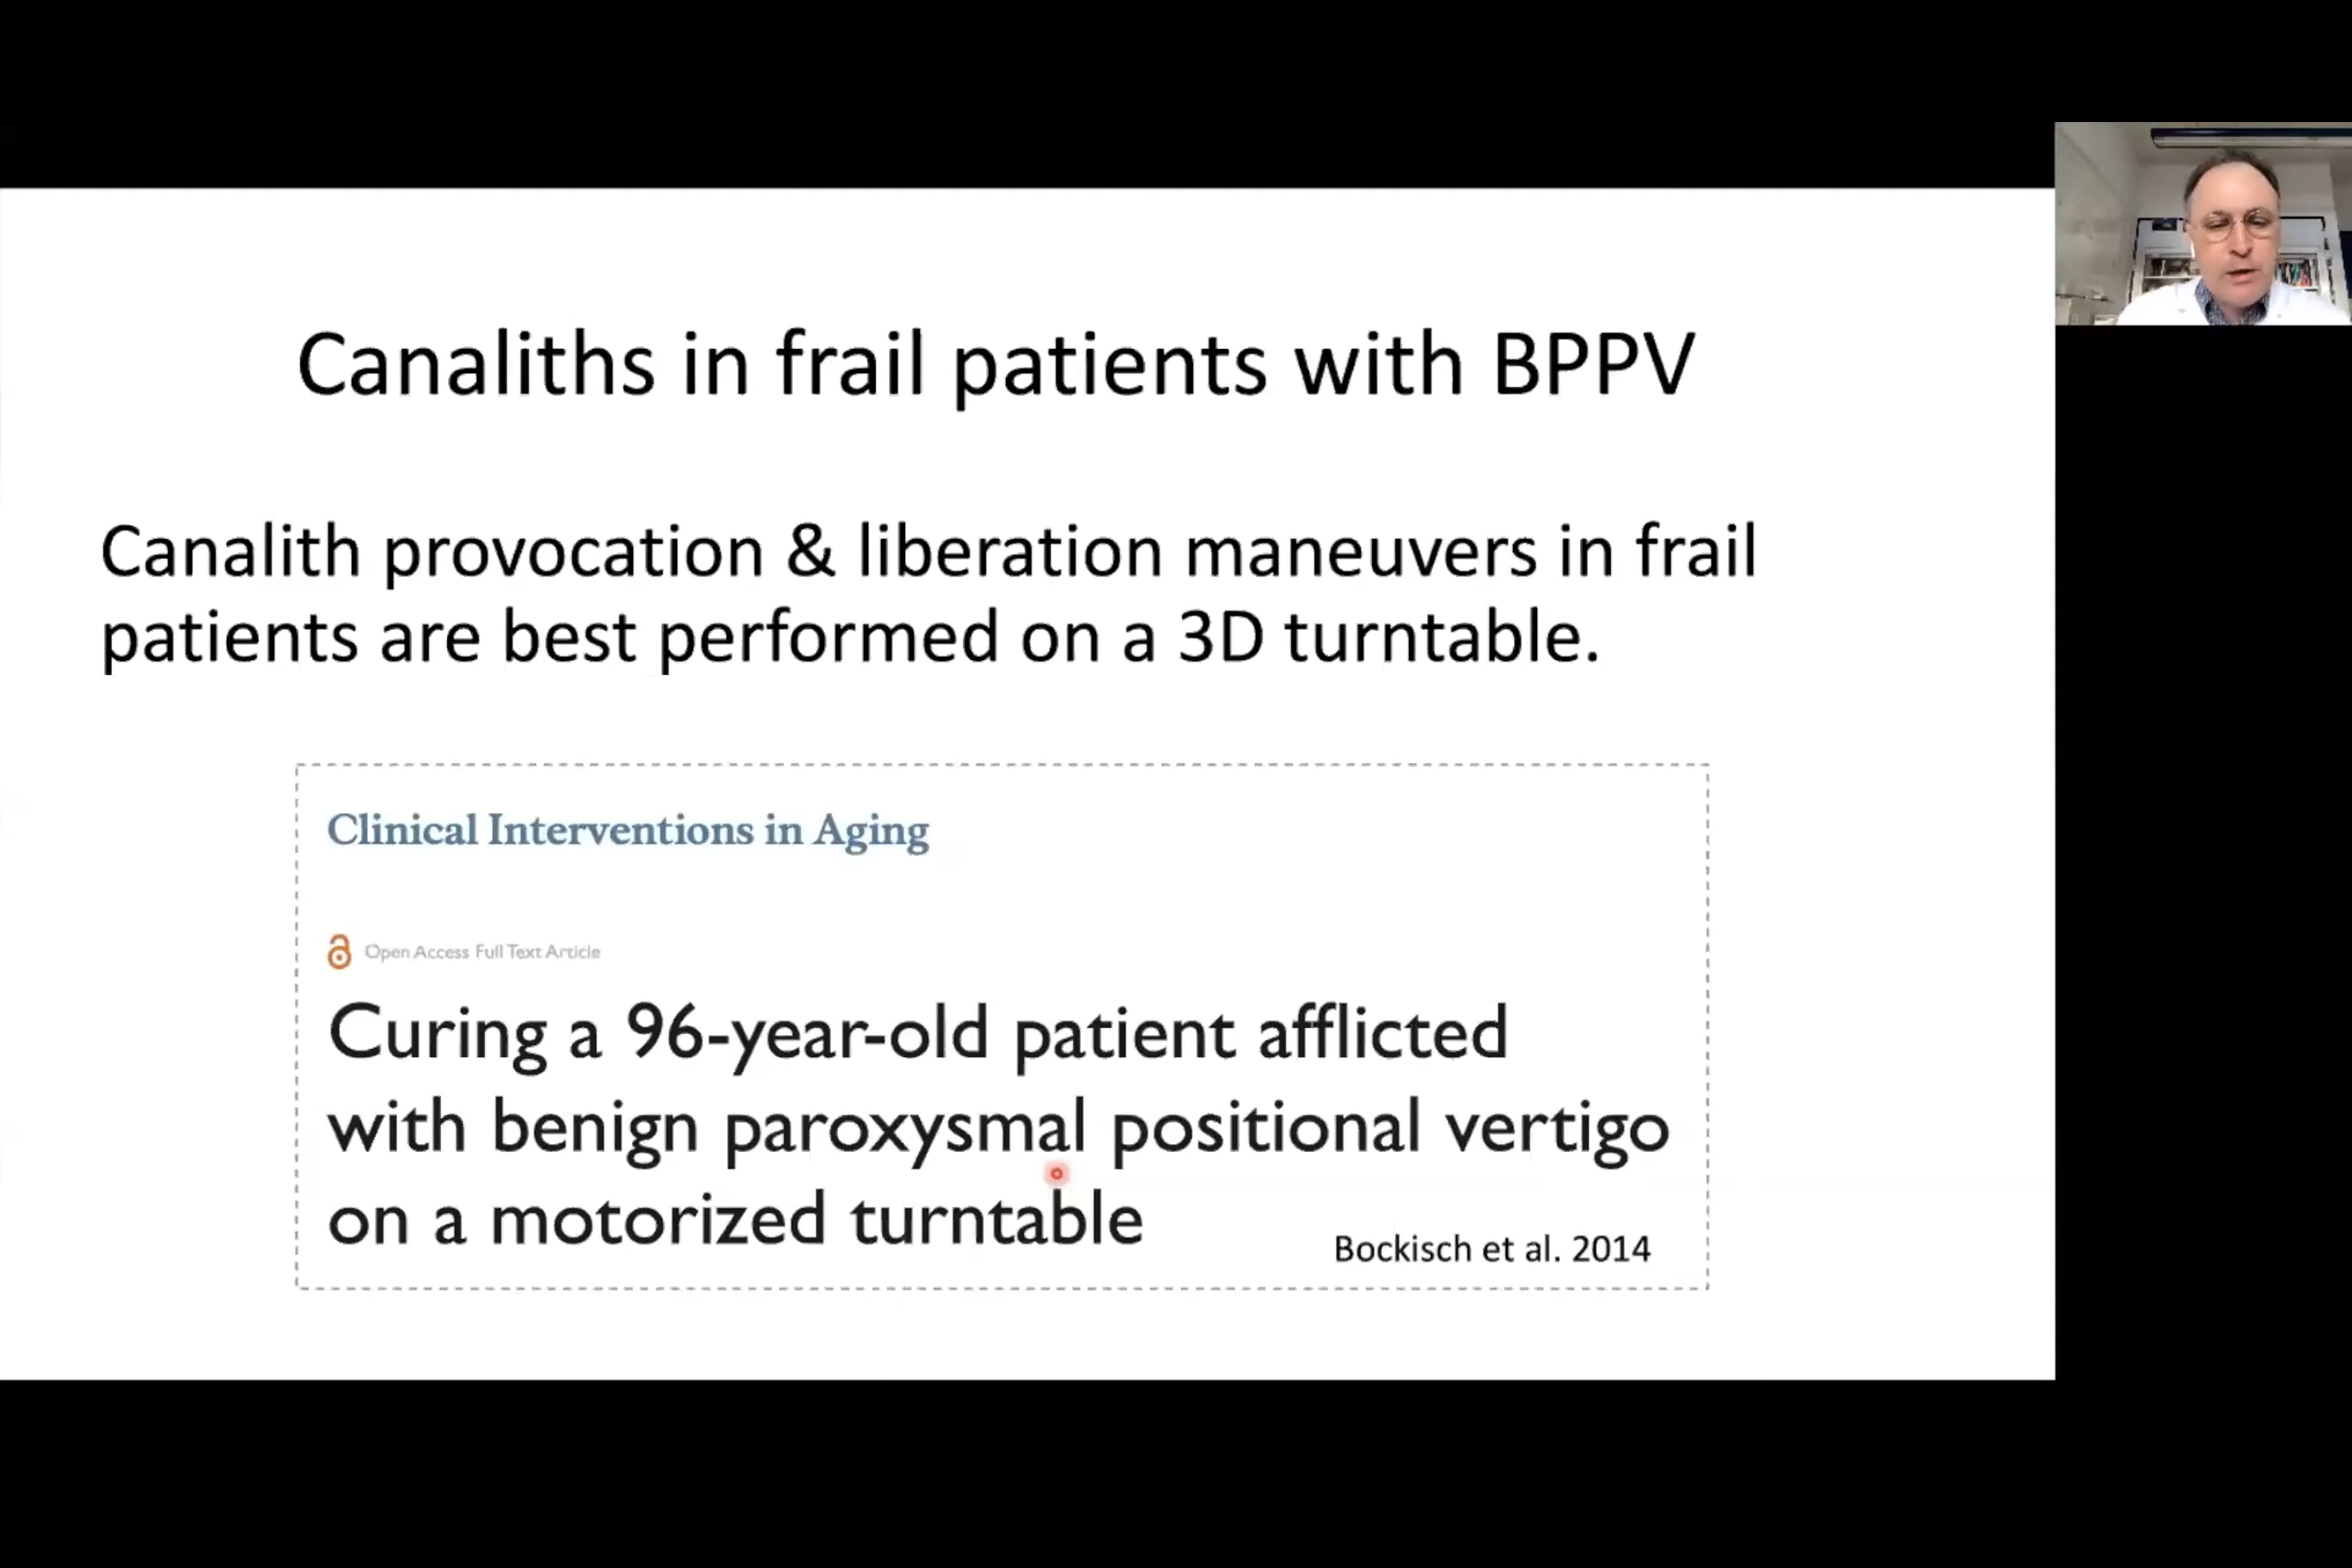 Canaliths in frail patients with BPPV
Canalith provocation & liberation maneuvers in frail
patients are best performed on a 3D turntable.
Clinical Interventions in Aging
Open Access Full Text Article
Curing a 96-year-old patient afflicted
with benign paroxysmal positional vertigo
on a motorized turntable
Bockisch et al. 2014